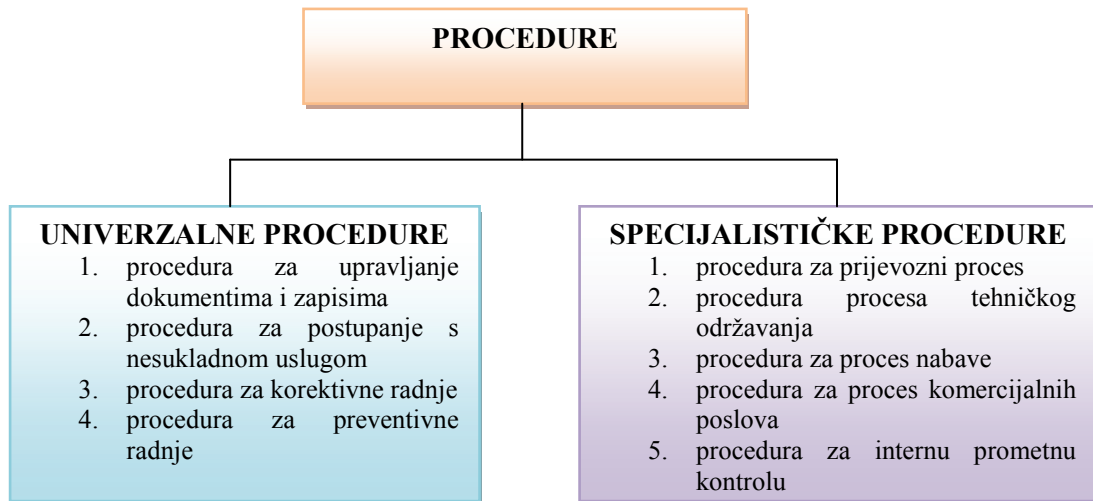 PROCEDURE
UNIVERZALNE PROCEDURE
1. procedura za upravljanje
dokumentima i zapisima
2. procedura za postupanje s
nesukladnom uslugom
3. procedura za korektivne radnje
4. procedura za preventivne
radnje
SPECIJALISTIČKE PROCEDURE
1. procedura za prijevozni proces
2. procedura procesa tehničkog
održavanja
3. procedura za proces nabave
4. procedura za proces komercijalnih
poslova
5. procedura za internu prometnu
kontrolu